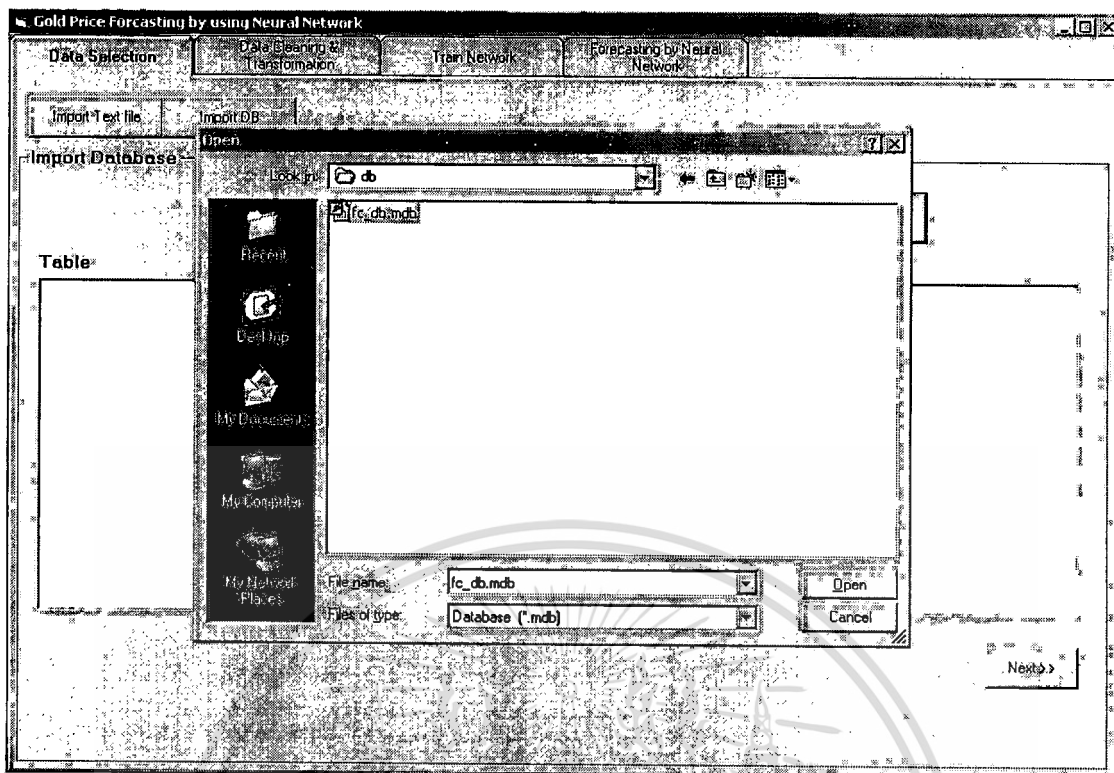 Gold Price Forcasting by using Neural Network
Data Selection
Data Cleaning &
Transformation
Train Network
Forecasting by Neural
Network
Import Text file
Import DB
Import Database
Open
Look in:
db
fc_db.mdb
Table
Recent
Desktop
My Documents
My Computer
My Network
Places
File name:
fc_db.mdb
Open
Files of type:
Database (*.mdb)
Cancel
Next>>